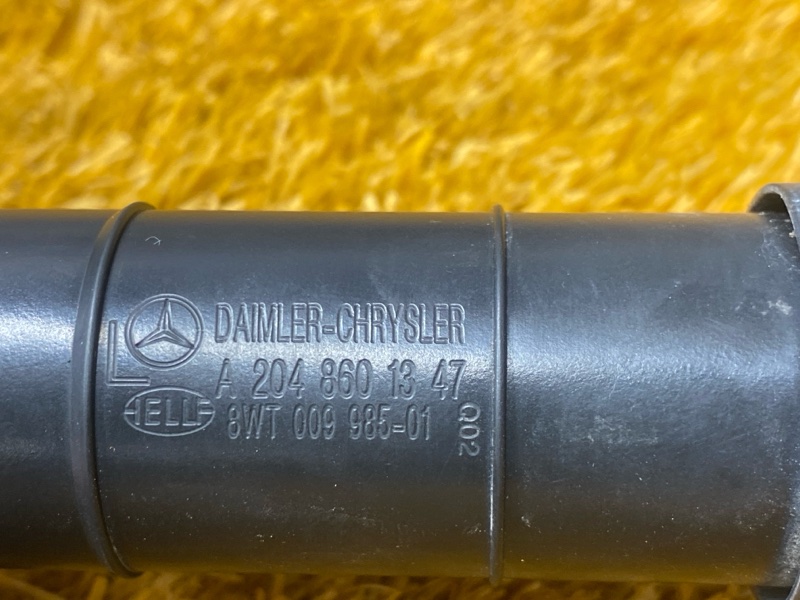 L
DAIMLER-CHRYSLER
A 204 860 13 47
HELLA
8WT 009 985-01
Q02